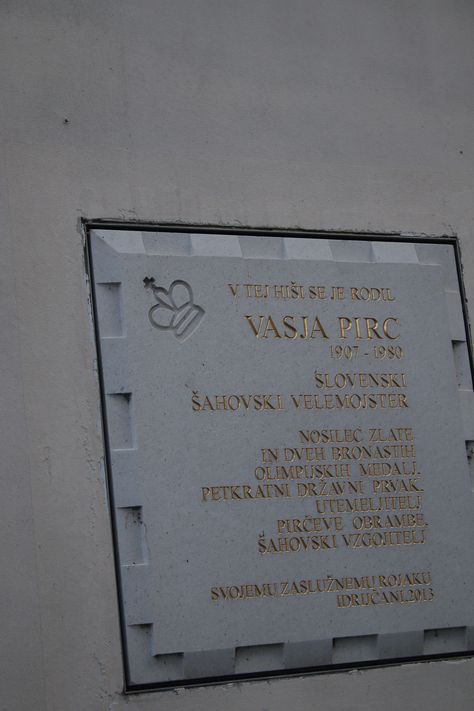 V TEJ HIŠI SE JE RODIL
VASJA PIRC
1907 - 1980
SLOVENSKI
ŠAHOVSKI VELEMOJSTER
NOSILEC ZLATE
IN DVEH BRONASTIH
OLIMPIJSKIH MEDALJ,
PETKRATNI DRŽAVNI PRVAK,
UTEMELJITELJ
PIRČEVE OBRAMBE,
ŠAHOVSKI VZGOJITELJ
SVOJEMU ZASLUŽNEMU ROJAKU
IDRIJČANI, 2013